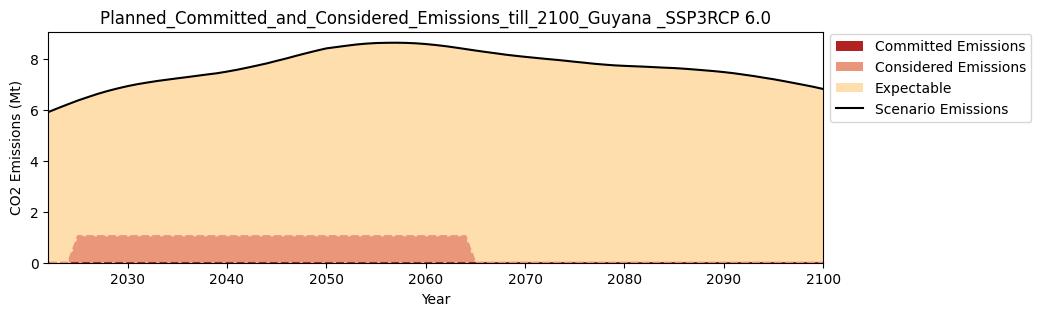 Planned_Committed_and_Considered_Emissions_till_2100_Guyana _SSP3RCP 6.0
CO2 Emissions (Mt)
8
6
4
2
0
2030 2040 2050 2060 2070 2080 2090 2100
Year
Committed Emissions
Considered Emissions
Expectable
Scenario Emissions